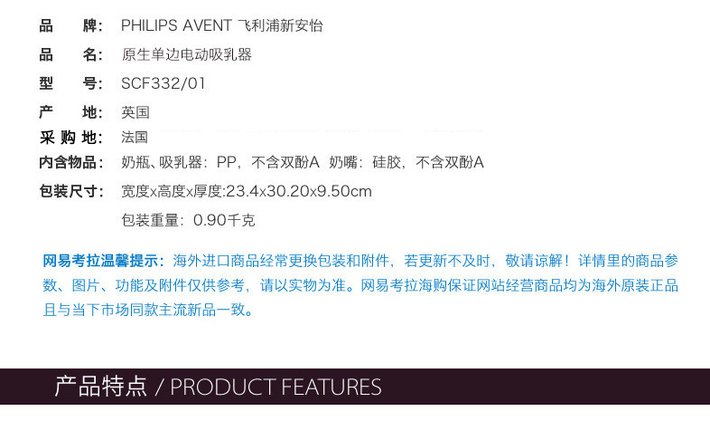 品 牌： PHILIPS AVENT 飞利浦新安怡
品 名： 原生单边电动吸乳器
型 号： SCF332/01
产 地： 英国
采 购 地： 法国
内含物品： 奶瓶、吸乳器：PP，不含双酚A 奶嘴：硅胶，不含双酚A
包装尺寸： 宽度x高度x厚度:23.4x30.20x9.50cm
包装重量：0.90千克
网易考拉温馨提示：海外进口商品经常更换包装和附件，若更新不及时，敬请谅解！详情里的商品参
数、图片、功能及附件仅供参考，请以实物为准。网易考拉海购保证网站经营商品均为海外原装正品
且与当下市场同款主流新品一致。
产品特点 / PRODUCT FEATURES